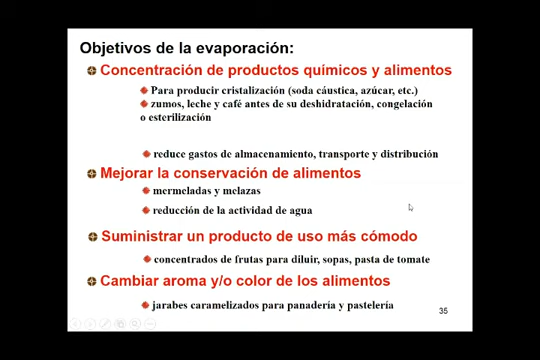 Objetivos de la evaporación:
Concentración de productos químicos y alimentos
Para producir cristalización (soda cáustica, azúcar, etc.)
zumos, leche y café antes de su deshidratación, congelación
o esterilización
reduce gastos de almacenamiento, transporte y distribución
Mejorar la conservación de alimentos
mermeladas y melazas
reducción de la actividad de agua
Suministrar un producto de uso más cómodo
concentrados de frutas para diluir, sopas, pasta de tomate
Cambiar aroma y/o color de los alimentos
jarabes caramelizados para panadería y pastelería
35